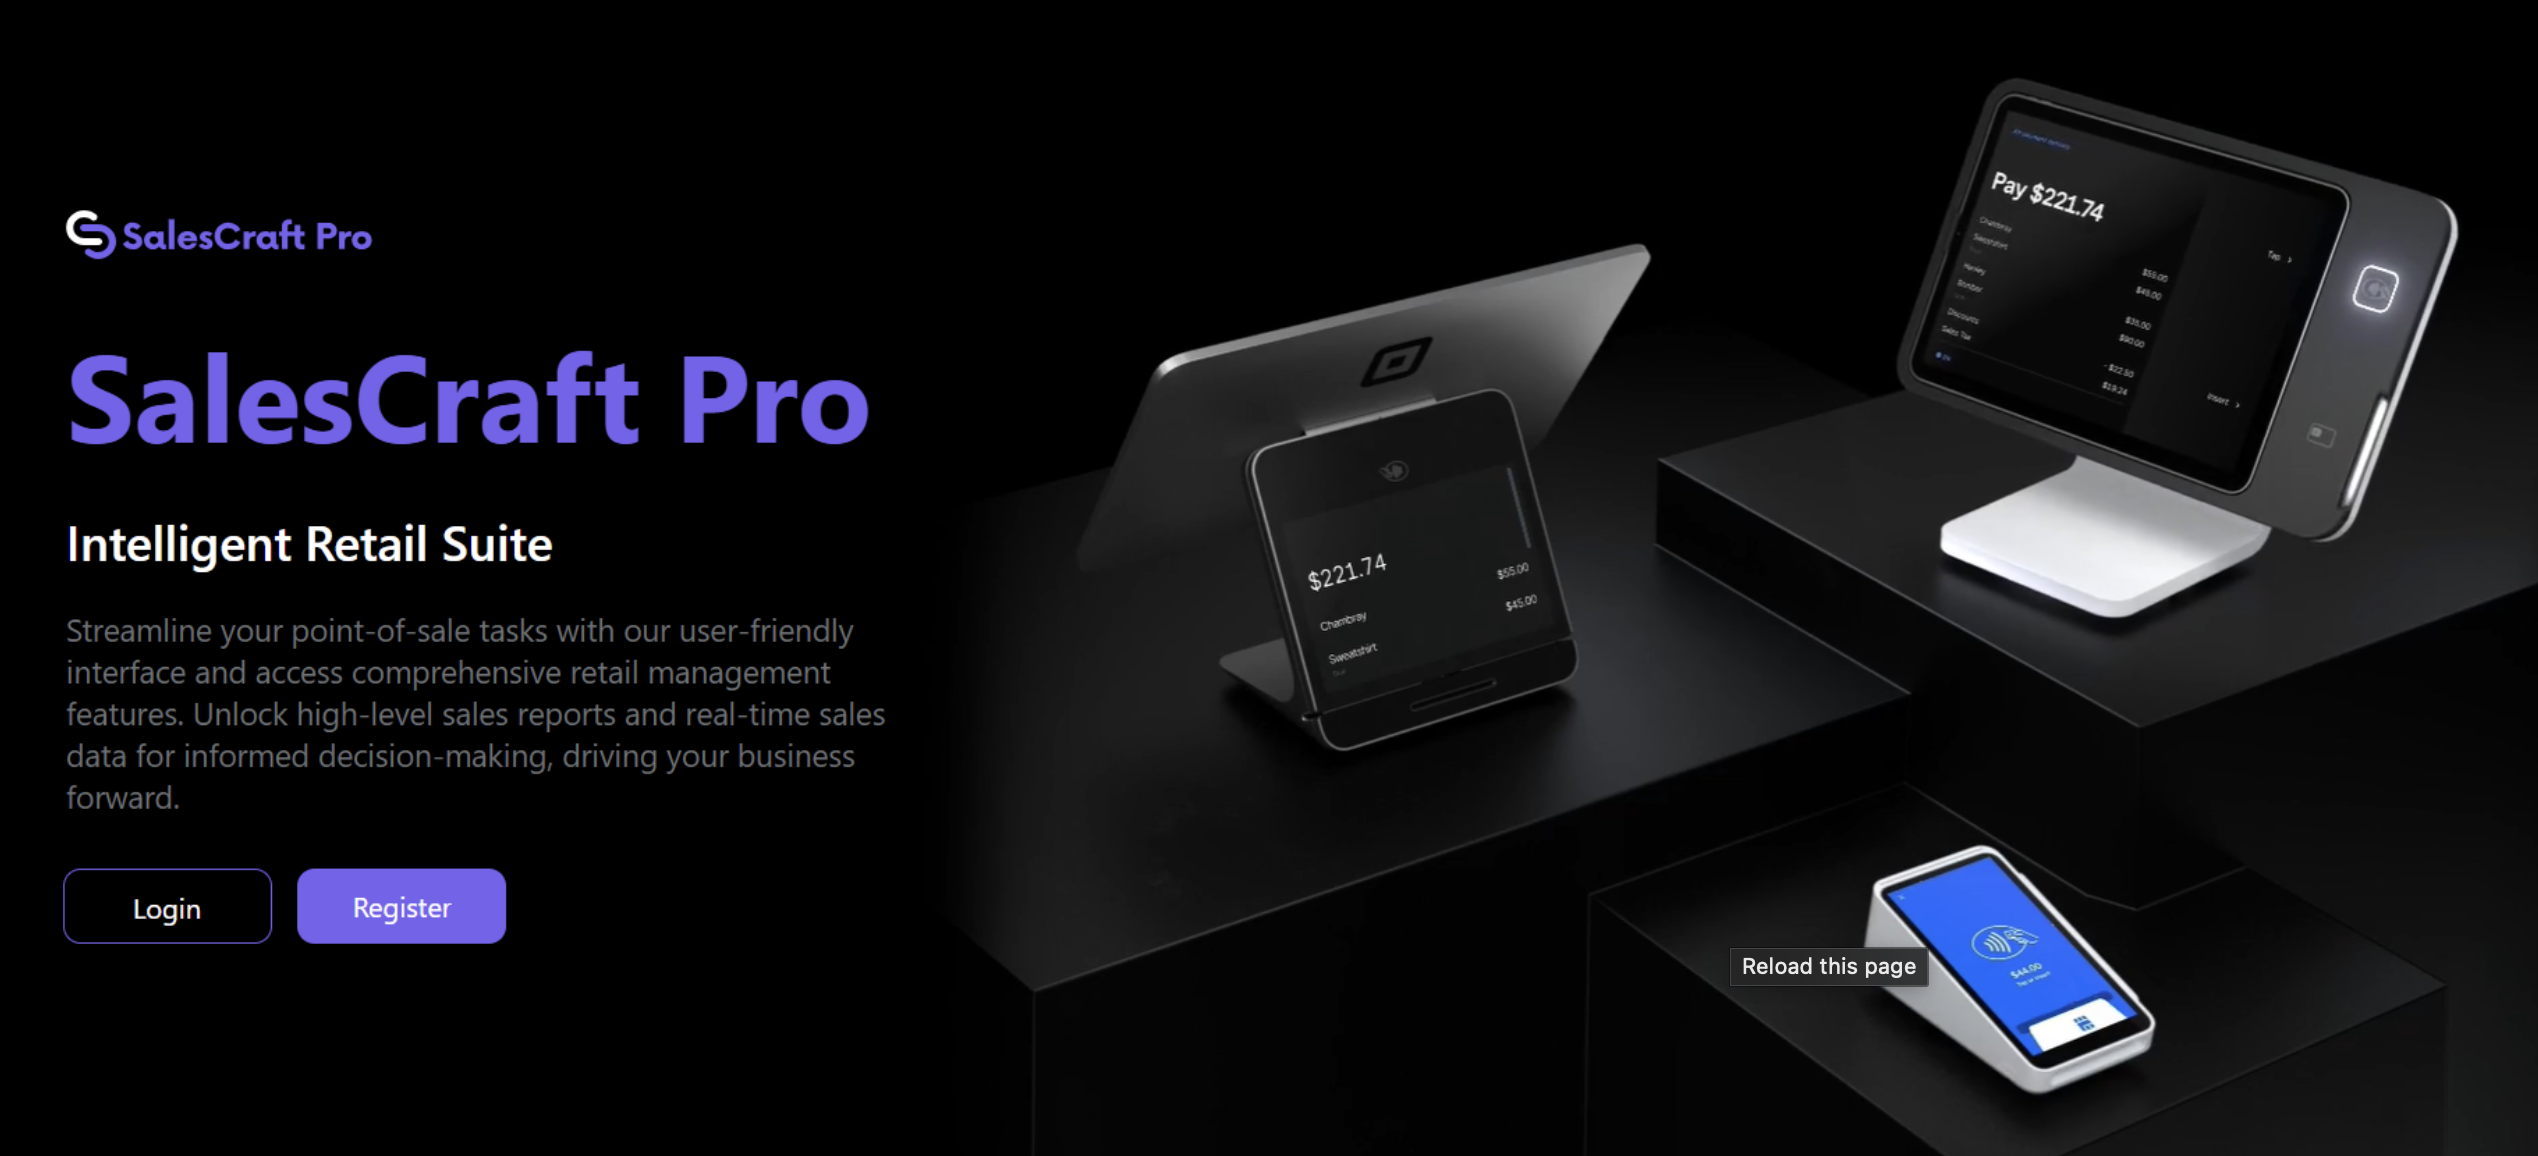 SalesCraft Pro
SalesCraft Pro
Intelligent Retail Suite
Streamline your point-of-sale tasks with our user-friendly
interface and access comprehensive retail management
features. Unlock high-level sales reports and real-time sales
data for informed decision-making, driving your business
forward.
Login
Register
$221.74
Chambray
$55.00
Sweatshirt
$45.00
Pay $221.74
Chambray
Sweatshirt
$55.00
$45.00
Henley
$35.00
Bomber
$90.00
Discounts
- $22.50
Sales Tax
$19.24
Tap >
Insert >
$44.00
Tap or Insert
Reload this page